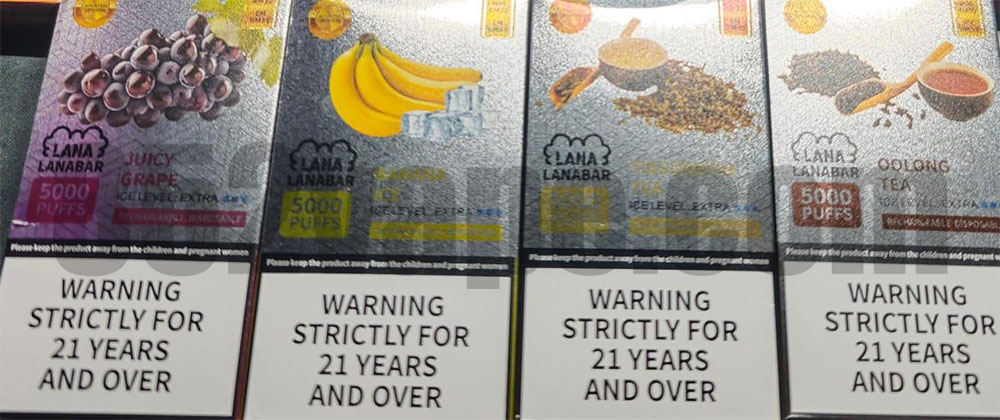 LANA
LANABAR
5000
PUFFS
JUICY
GRAPE
ICE LEVEL: EXTRA
RECHARGEABLE DISPOSABLE
Please keep the product away from the children and pregnant women
WARNING
STRICTLY FOR
21 YEARS
AND OVER
LANA
LANABAR
5000
PUFFS
BANANA
ICE
ICE LEVEL: EXTRA
Please keep the product away from the children and pregnant women
WARNING
STRICTLY FOR
21 YEARS
AND OVER
LANA
LANABAR
TEA
ICE LEVEL: EXTRA
Please keep the product away from the children and pregnant women
WARNING
STRICTLY FOR
21 YEARS
AND OVER
LANA
LANABAR
5000
PUFFS
OOLONG
TEA
ICE LEVEL: EXTRA
RECHARGEABLE DISPOSABL
Please keep the product away from the children and pregnant wom
WARNING
STRICTLY FOR
21 YEARS
AND OVER